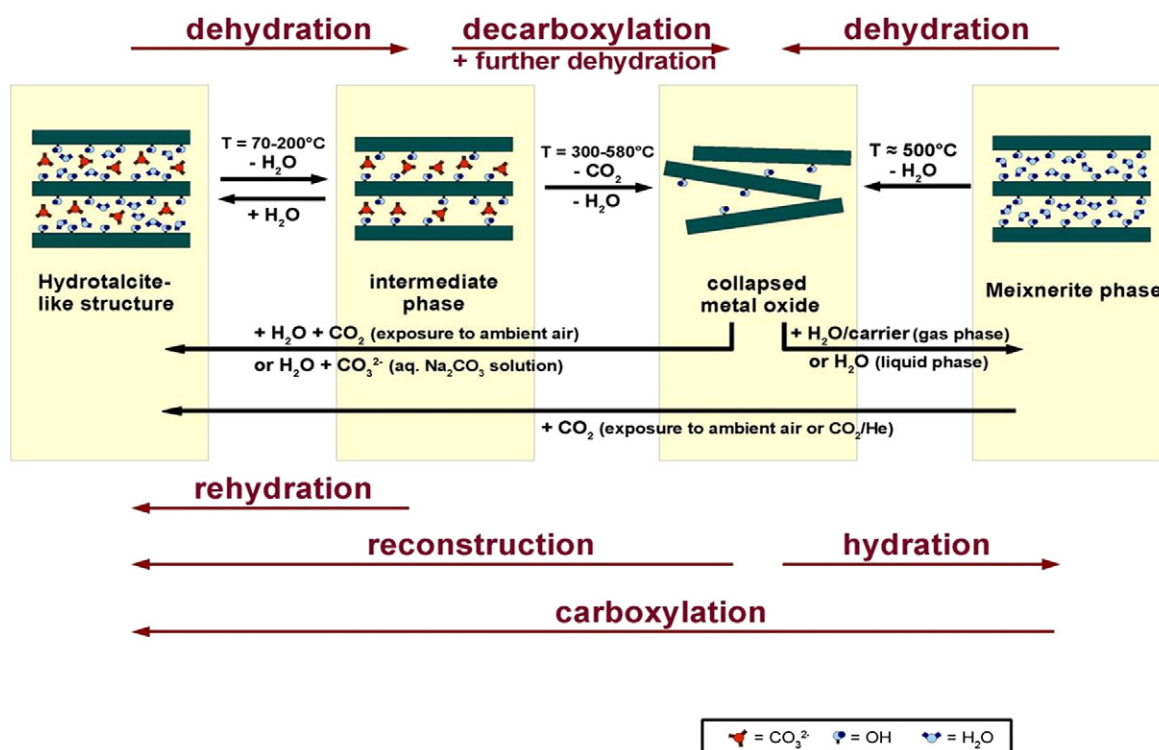 dehydration
decarboxylation
+ further dehydration
dehydration
T = 70-200°C
- H₂O
+ H₂O
T = 300-580°C
- CO₂
- H₂O
T ≈ 500°C
- H₂O
Hydrotalcite-
like structure
intermediate
phase
collapsed
metal oxide
Meixnerite phase
+ H₂O + CO₂ (exposure to ambient air)
or H₂O + CO₃²⁻ (aq. Na₂CO₃ solution)
+ H₂O/carrier (gas phase)
or H₂O (liquid phase)
+ CO₂ (exposure to ambient air or CO₂/He)
rehydration
reconstruction
hydration
carboxylation
= CO₃²⁻ = OH = H₂O